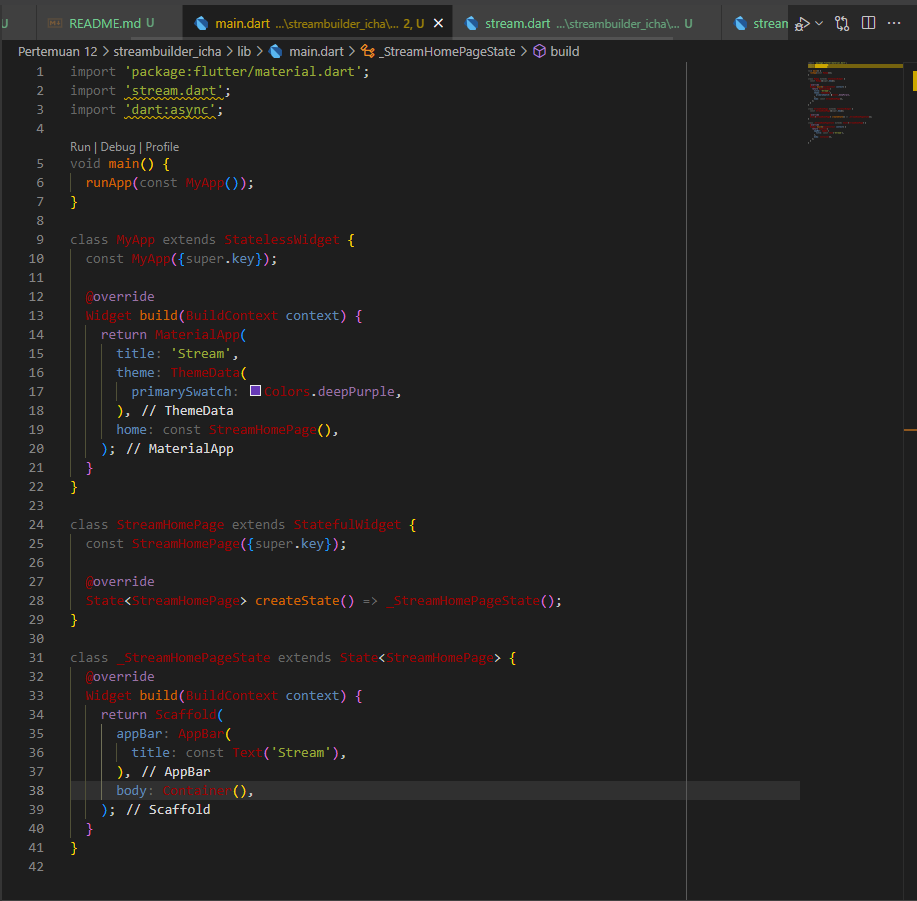 U README.md U main.dart ...\streambuilder_icha\... 2, U stream.dart ...\streambuilder_icha\... U stream
Pertemuan 12 > streambuilder_icha > lib > main.dart > _StreamHomePageState > build
1 import 'package:flutter/material.dart';
2 import 'stream.dart';
3 import 'dart:async';
4
Run | Debug | Profile
5 void main() {
6   runApp(const MyApp());
7 }
8
9 class MyApp extends StatelessWidget {
10   const MyApp({super.key});
11
12   @override
13   Widget build(BuildContext context) {
14     return MaterialApp(
15       title: 'Stream',
16       theme: ThemeData(
17         primarySwatch: Colors.deepPurple,
18       ), // ThemeData
19       home: const StreamHomePage(),
20     ); // MaterialApp
21   }
22 }
23
24 class StreamHomePage extends StatefulWidget {
25   const StreamHomePage({super.key});
26
27   @override
28   State<StreamHomePage> createState() => _StreamHomePageState();
29 }
30
31 class _StreamHomePageState extends State<StreamHomePage> {
32   @override
33   Widget build(BuildContext context) {
34     return Scaffold(
35       appBar: AppBar(
36         title: const Text('Stream'),
37       ), // AppBar
38       body: Container(),
39     ); // Scaffold
40   }
41 }
42